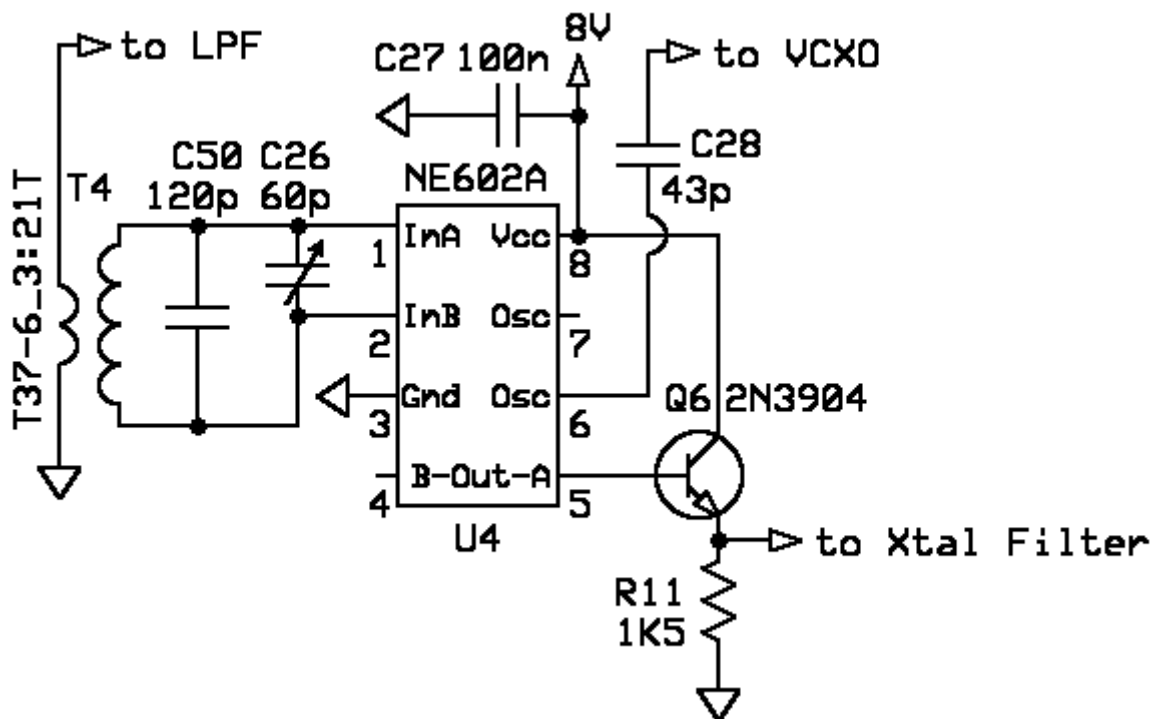 to LPF
8V
C27 100n
to VCXO
C50 C26
120p 60p
T4
T37-6_3:21T
NE602A
C28
43p
InA Vcc
1 8
InB Osc
2 7
Gnd Osc
3 6
B-Out-A
4 5
U4
Q6 2N3904
to Xtal Filter
R11
1K5